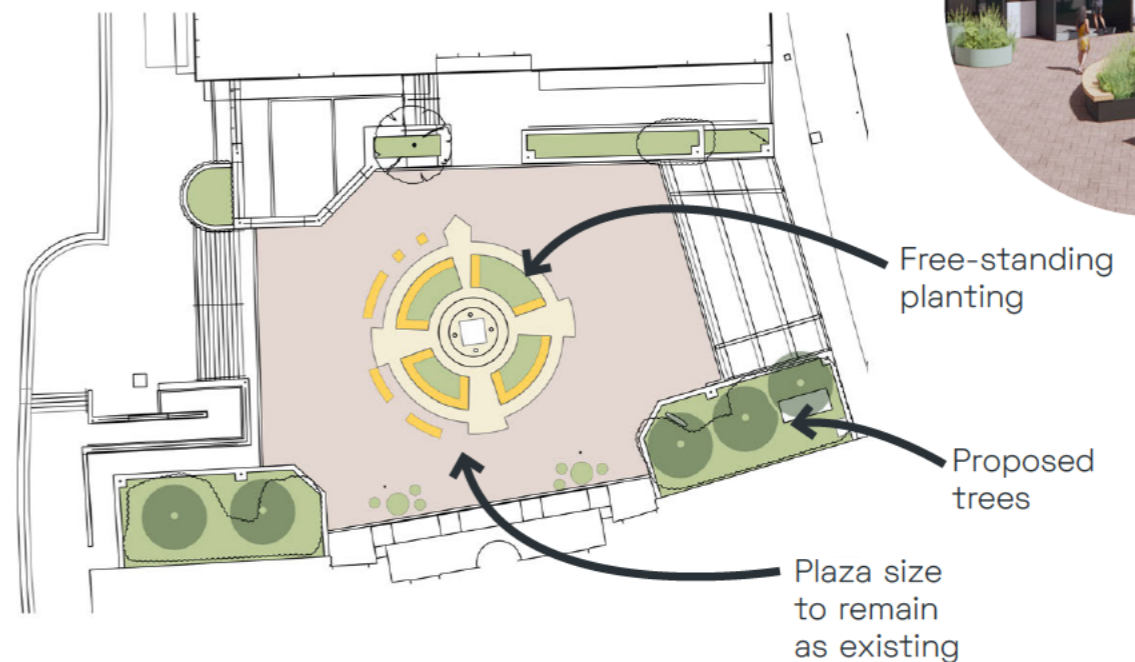 Free-standing
planting
Proposed
trees
Plaza size
to remain
as existing